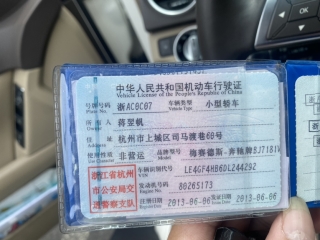 中华人民共和国机动车行驶证
Vehicle License of the People's Republic of China
号牌号码 浙AC8C07 车辆类型 小型轿车
Plate No. Vehicle Type
所有人 蒋昱帆
Owner
住址 杭州市上城区司马渡巷60号
使用性质 非营运 品牌型号 梅赛德斯-奔驰牌BJ7181V
浙江省杭州
市公安局交
通警察支队
车辆识别代号 LE4GF4HB6DL244292
发动机号码 80265173
注册日期 2013-06-06 发证日期 2013-06-06
OK